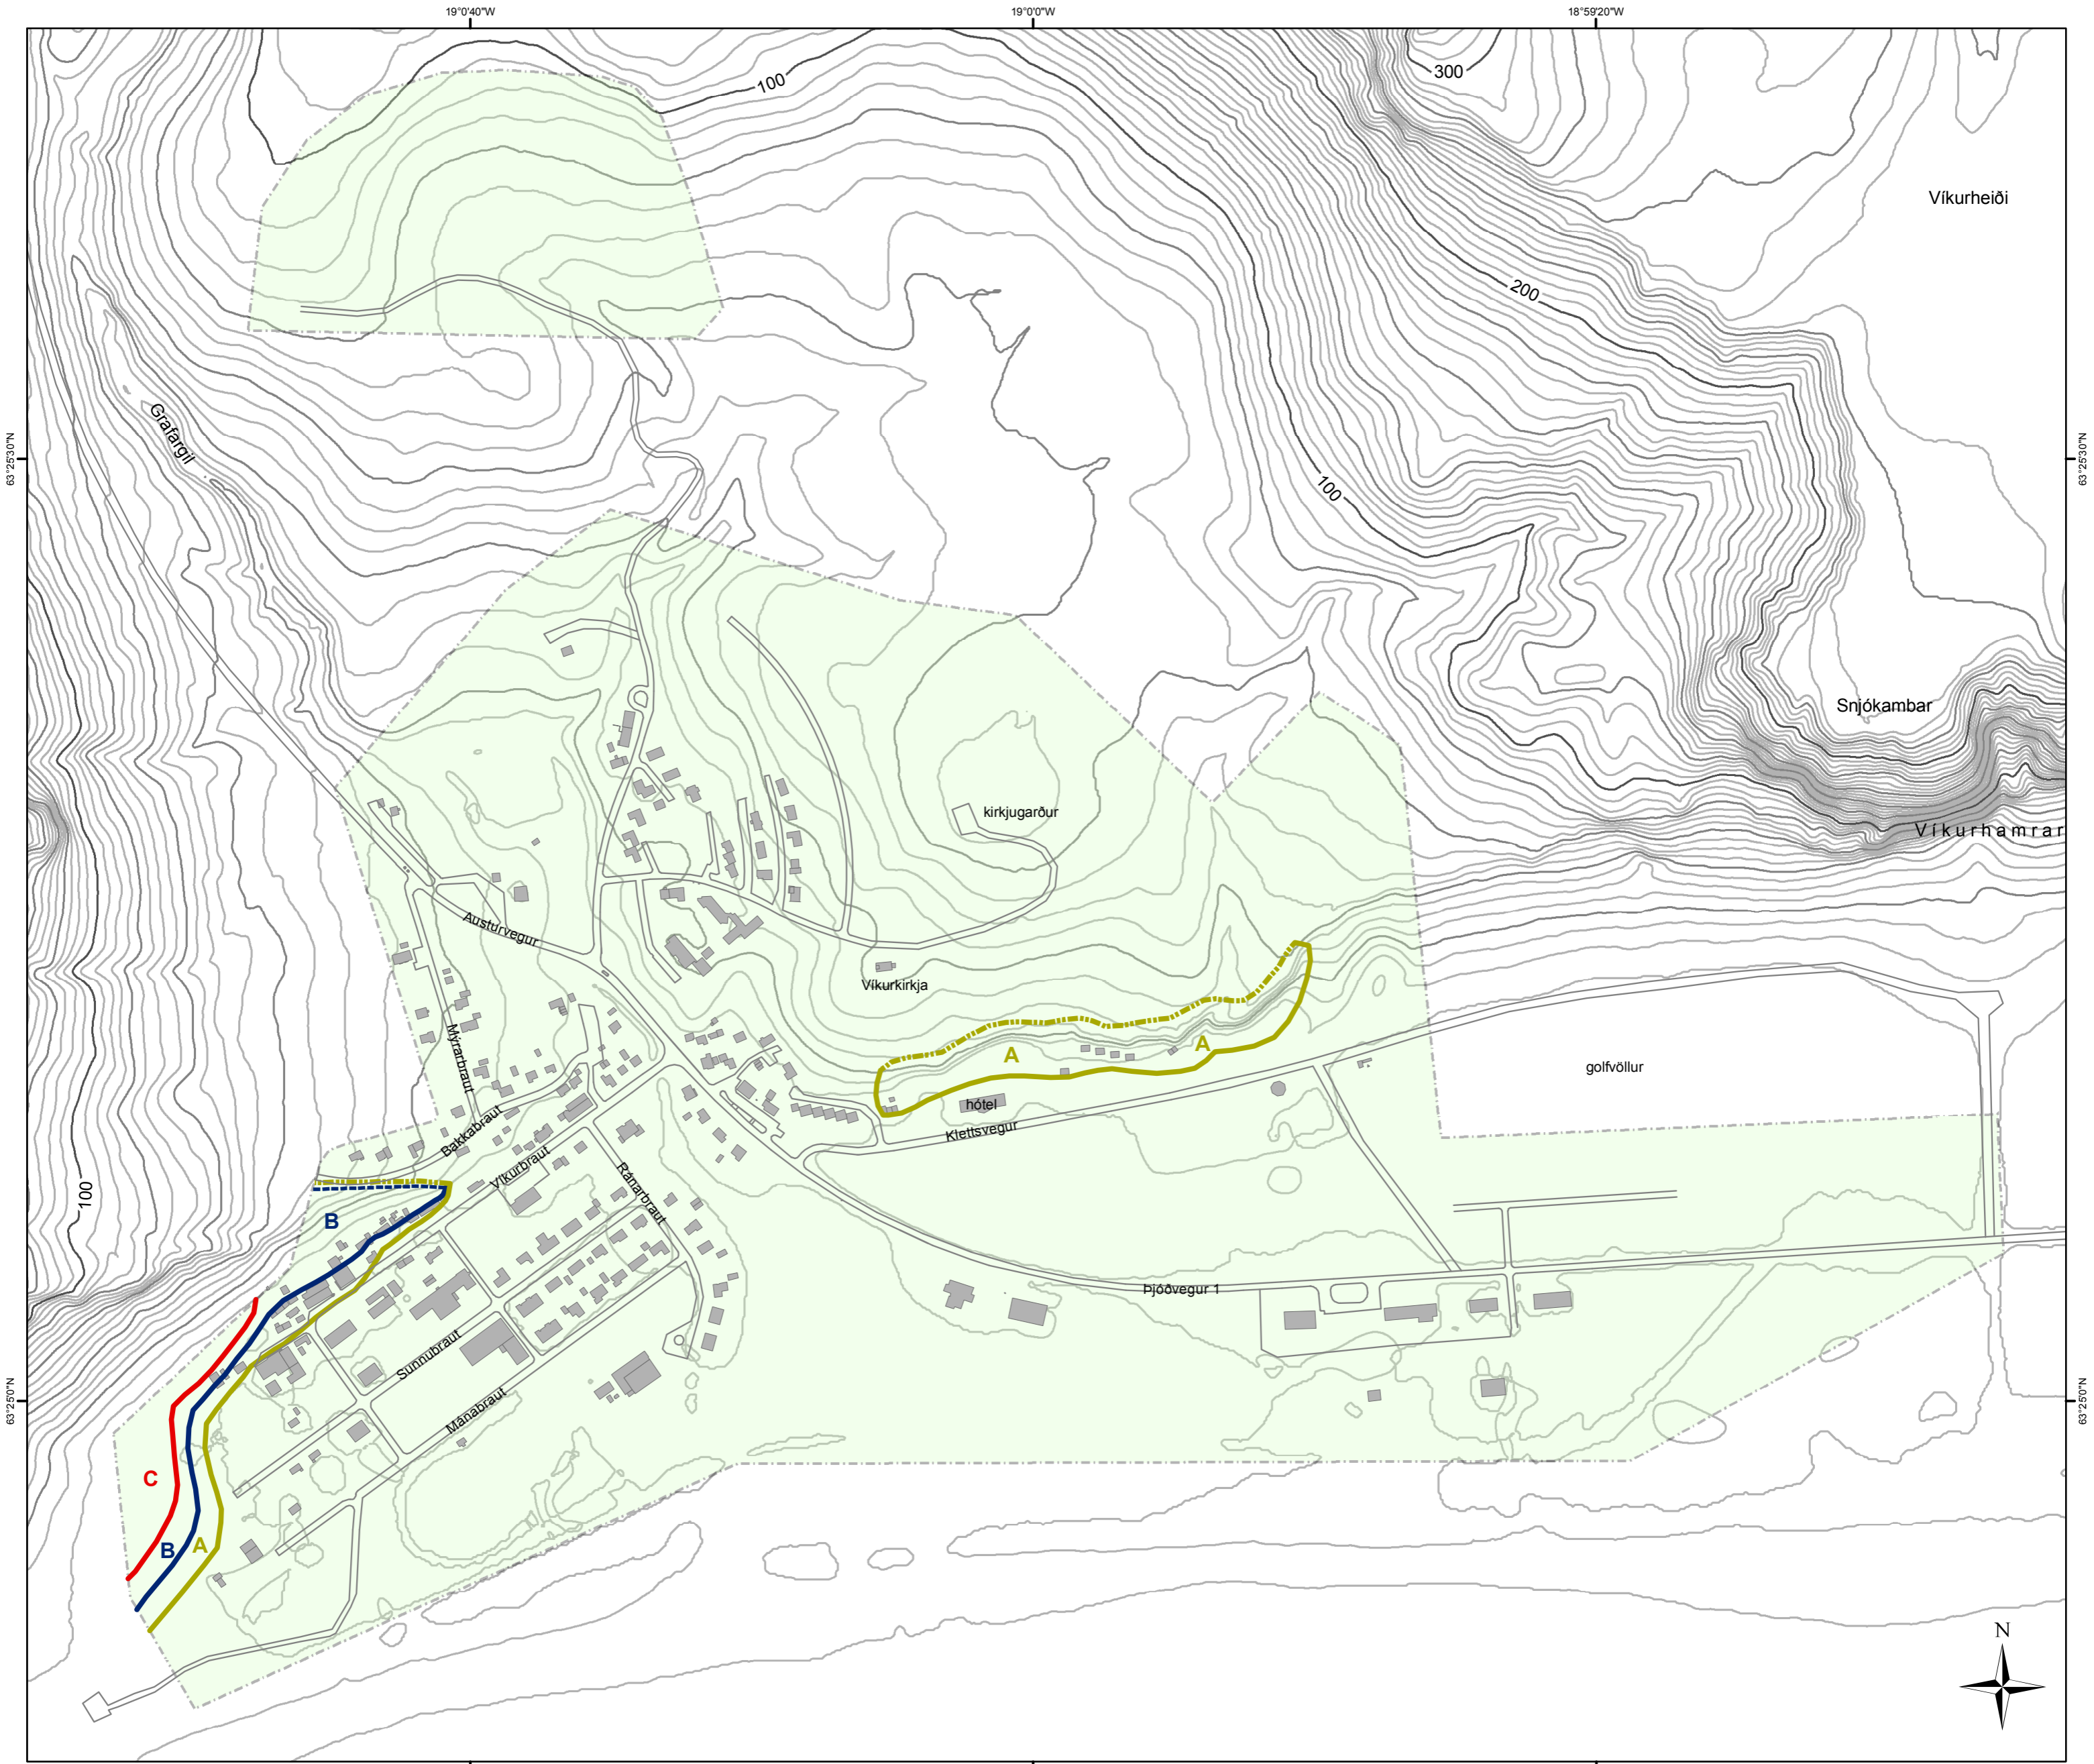 19°0'40"W
19°0'0"W
18°59'20"W
300
100
Víkurheiði
200
Grafargil
63°25'30"N
63°25'30"N
100
Snjókambar
kirkjugarður
Víkurhamrar
Austurvegur
Víkurkirkja
Mýrarbraut
A
A
golfvöllur
hótel
Klettsvegur
Bakkabraut
Víkurbraut
Ránarbraut
100
B
Þjóðvegur 1
Sunnubraut
Mánabraut
63°25'0"N
63°25'0"N
C
B
A
N